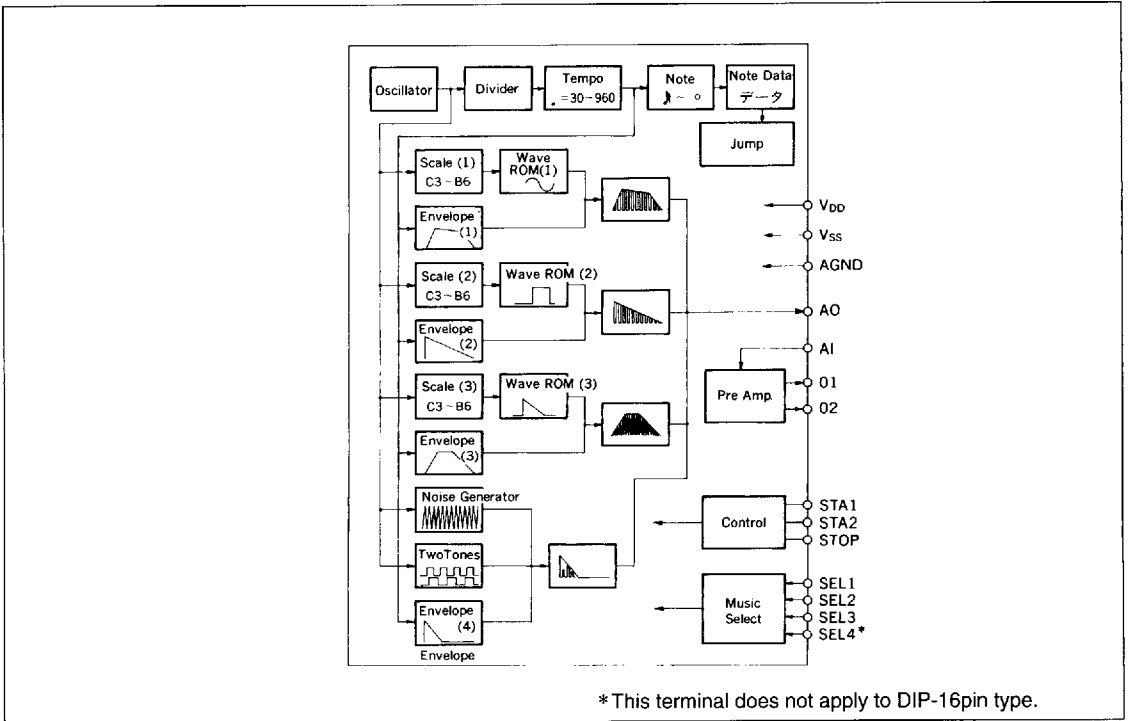 Oscillator
Divider
Tempo
♩=30~960
Note
♪ ~ o
Note Data
データ
Jump
Scale (1)
C3~B6
Wave
ROM(1)
Envelope
(1)
Scale (2)
C3~B6
Wave ROM (2)
Envelope
(2)
Scale (3)
C3~B6
Wave ROM (3)
Envelope
(3)
Noise Generator
TwoTones
Envelope
(4)
Envelope
VDD
VSS
AGND
AO
AI
Pre Amp.
01
02
Control
STA1
STA2
STOP
Music
Select
SEL1
SEL2
SEL3
SEL4*
*This terminal does not apply to DIP-16pin type.